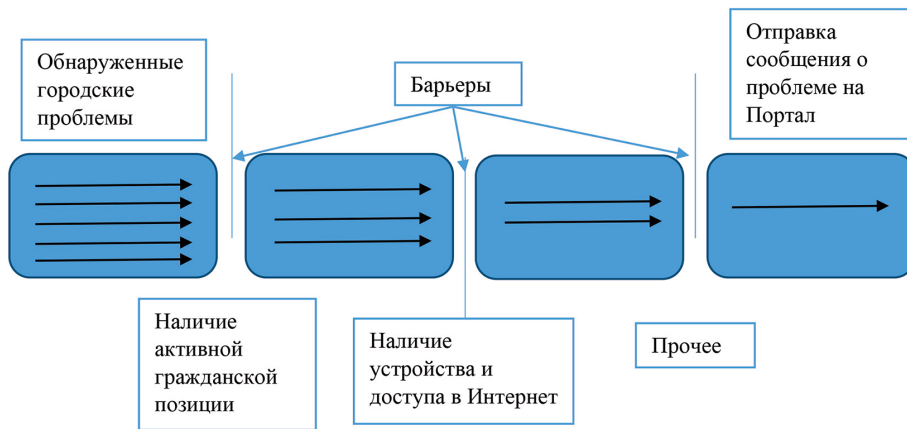 Обнаруженные
городские
проблемы
Барьеры
Отправка
сообщения о
проблеме на
Портал
Наличие
активной
гражданской
позиции
Наличие
устройства и
доступа в Интернет
Прочее